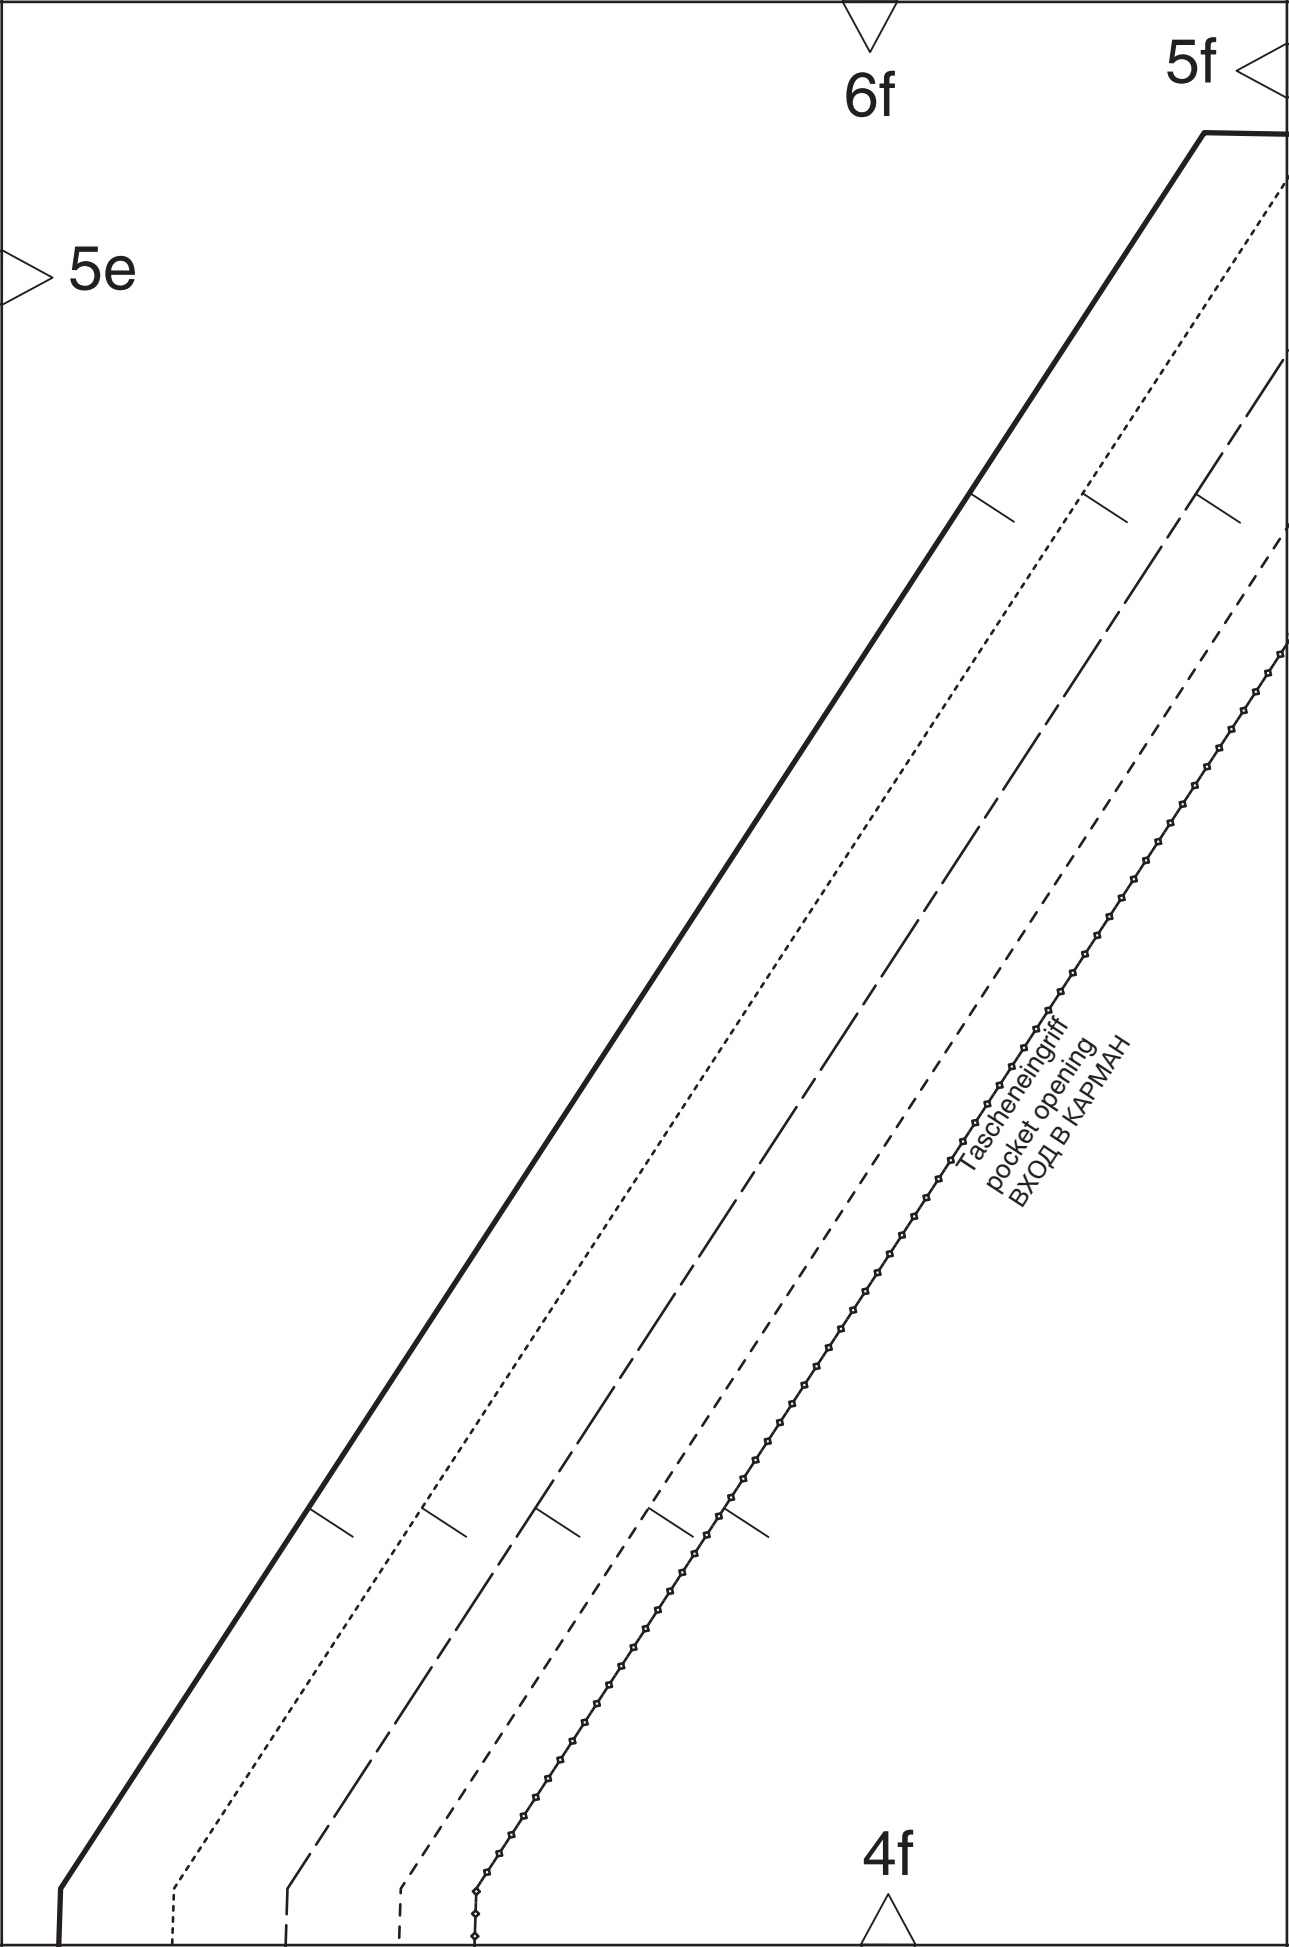 5f
6f
5e
Tascheneingriff
pocket opening
ВХОД В КАРМАН
4f